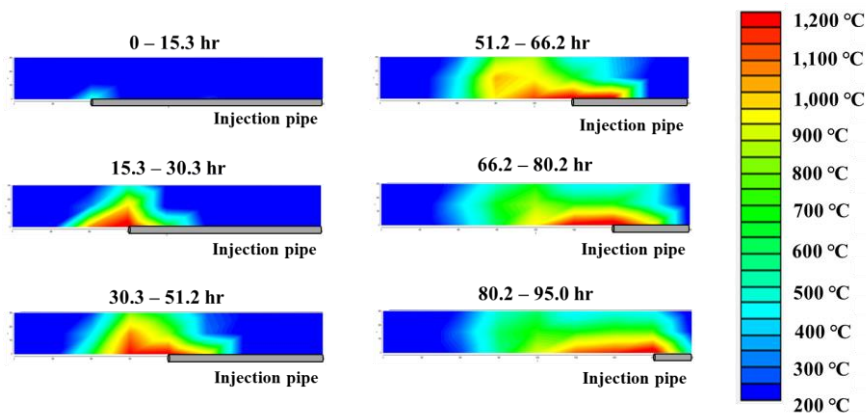 0 – 15.3 hr
Injection pipe
15.3 – 30.3 hr
Injection pipe
30.3 – 51.2 hr
Injection pipe
51.2 – 66.2 hr
Injection pipe
66.2 – 80.2 hr
Injection pipe
80.2 – 95.0 hr
Injection pipe
1,200 °C
1,100 °C
1,000 °C
900 °C
800 °C
700 °C
600 °C
500 °C
400 °C
300 °C
200 °C